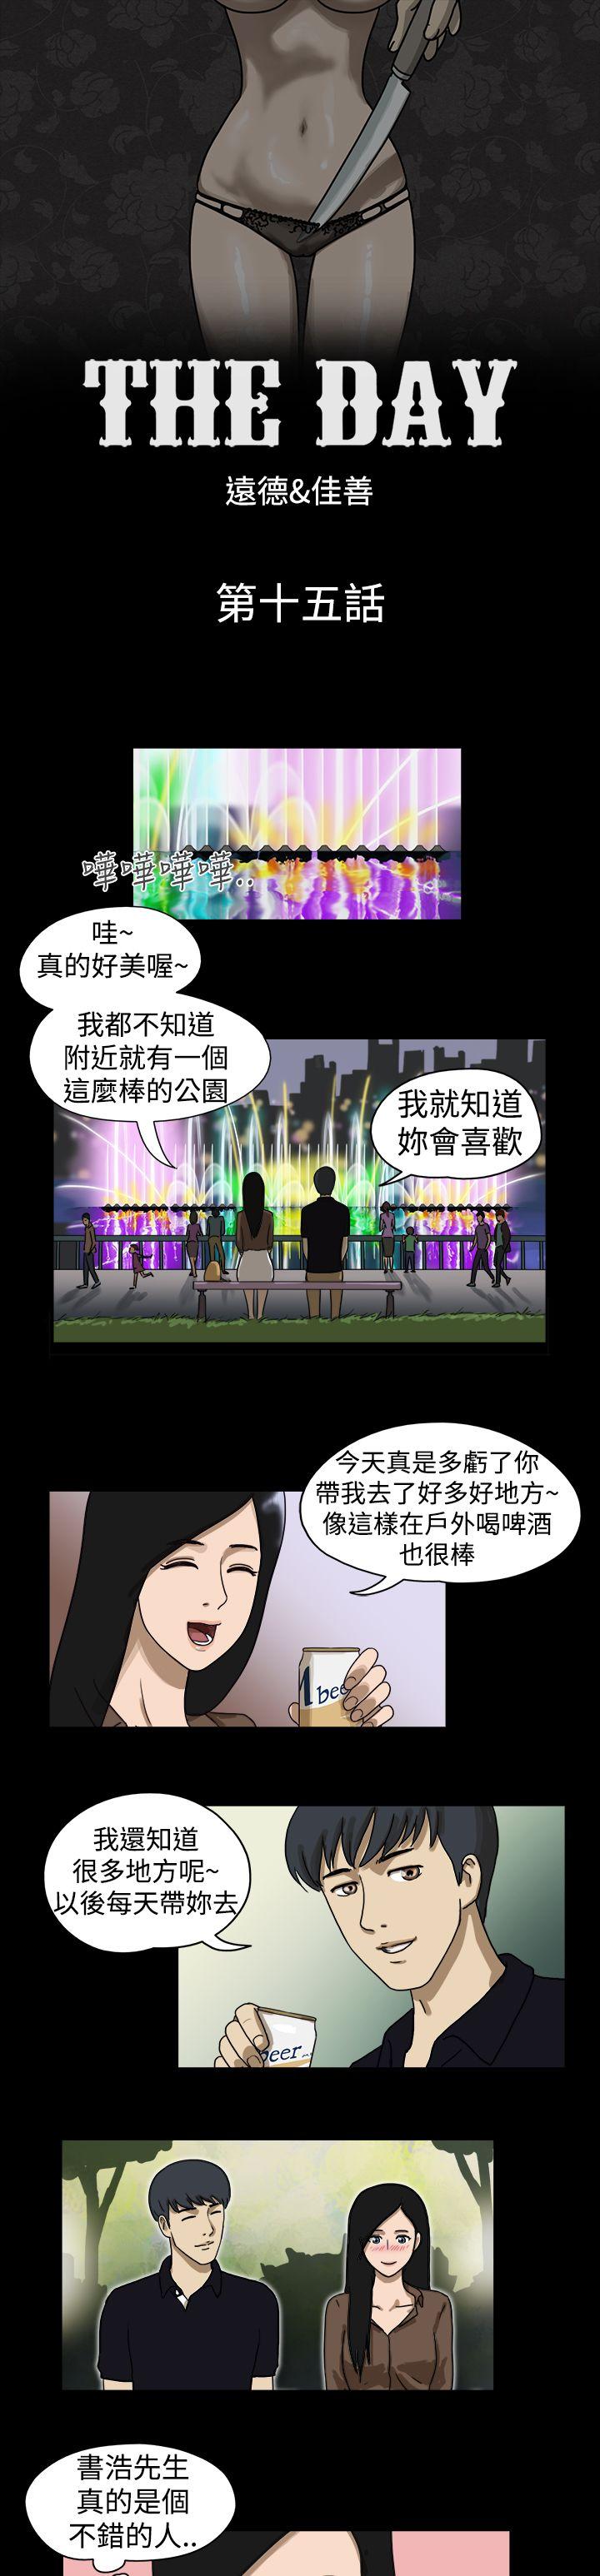 THE DAY
遠德&佳善
第十五話
嘩嘩嘩嘩..
哇~
真的好美喔~
我都不知道
附近就有一個
這麼棒的公園
我就知道
妳會喜歡
今天真是多虧了你
帶我去了好多好地方~
像這樣在戶外喝啤酒
也很棒
1 beer
我還知道
很多地方呢~
以後每天帶妳去
beer
書浩先生
真的是個
不錯的人..